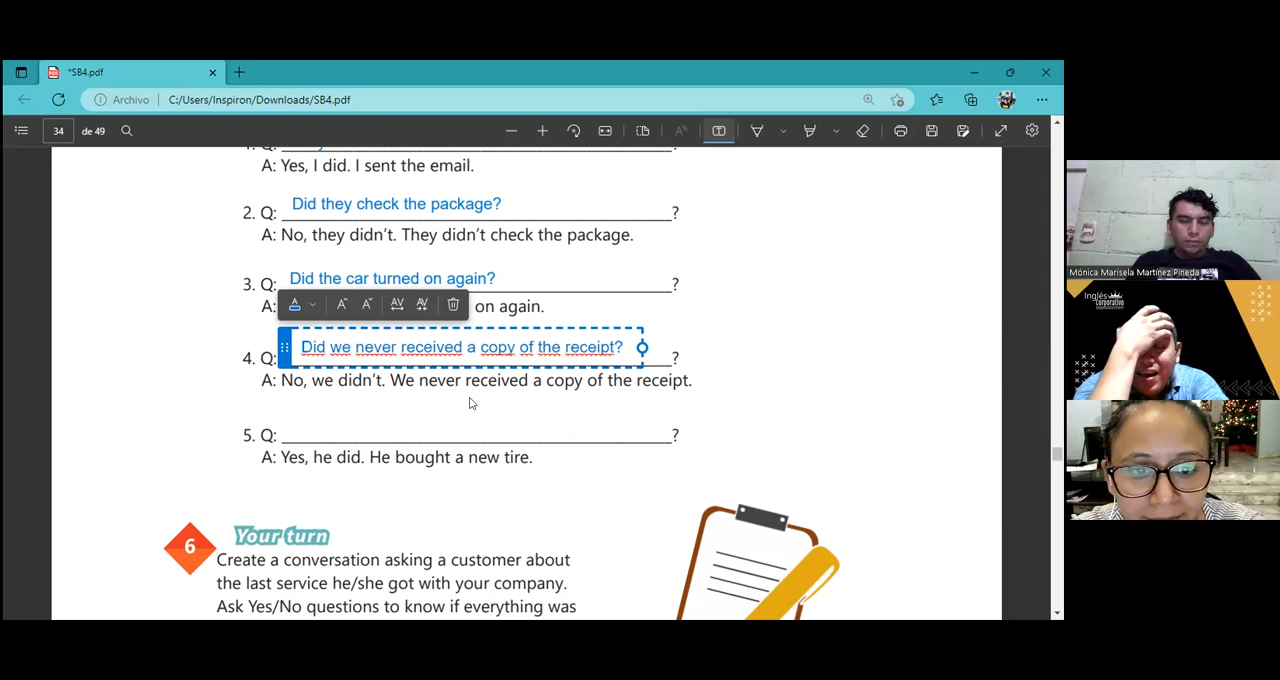 *SB4.pdf
Archivo
C:/Users/Inspiron/Downloads/SB4.pdf
34
de 49
A: Yes, I did. I sent the email.
2. Q: Did they check the package? ?
A: No, they didn't. They didn't check the package.
3. Q: Did the car turned on again? ?
A: on again.
4. Q: Did we never received a copy of the receipt? ?
A: No, we didn't. We never received a copy of the receipt.
5. Q: ?
A: Yes, he did. He bought a new tire.
6
Your turn
Create a conversation asking a customer about
the last service he/she got with your company.
Ask Yes/No questions to know if everything was
Mónica Marisela Martínez Pineda
Inglés
Corporativo